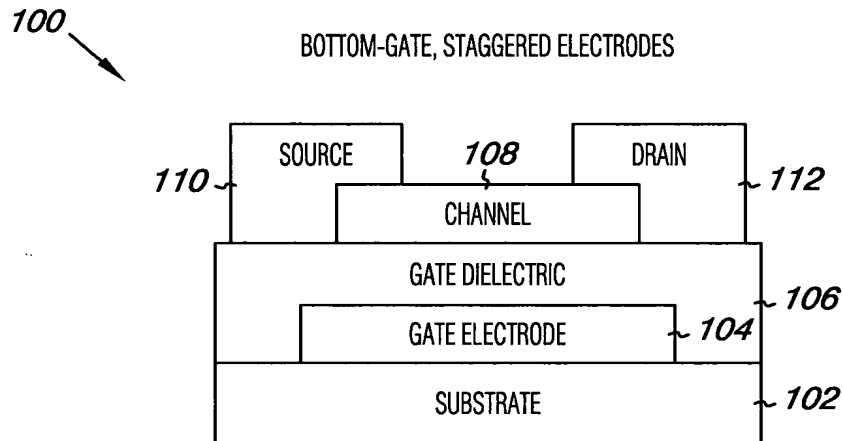 100
BOTTOM-GATE, STAGGERED ELECTRODES
SOURCE
108
DRAIN
110
112
CHANNEL
GATE DIELECTRIC
106
GATE ELECTRODE
104
SUBSTRATE
102